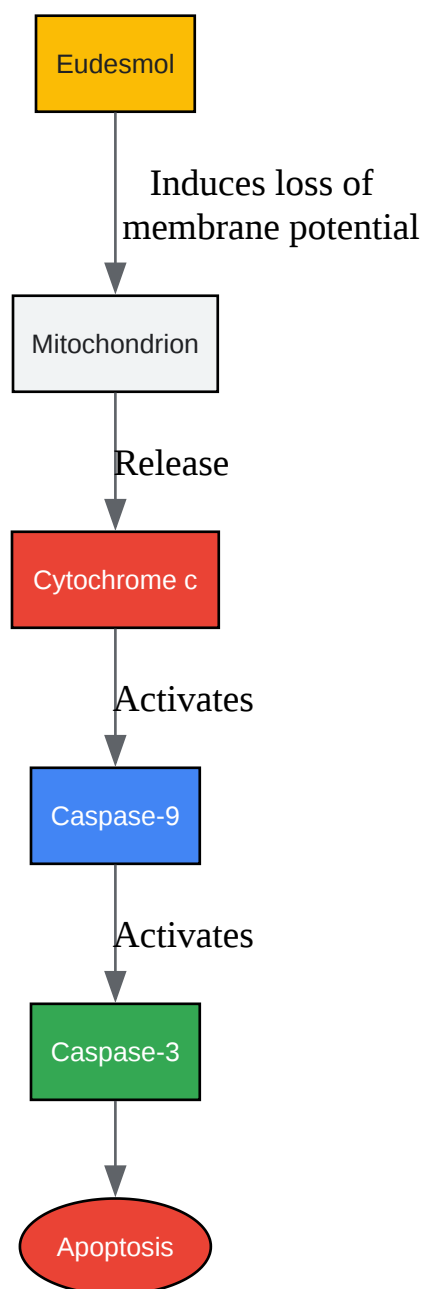 Eudesmol
Induces loss of
membrane potential
Mitochondrion
Release
Cytochrome c
Activates
Caspase-9
Activates
Caspase-3
Apoptosis